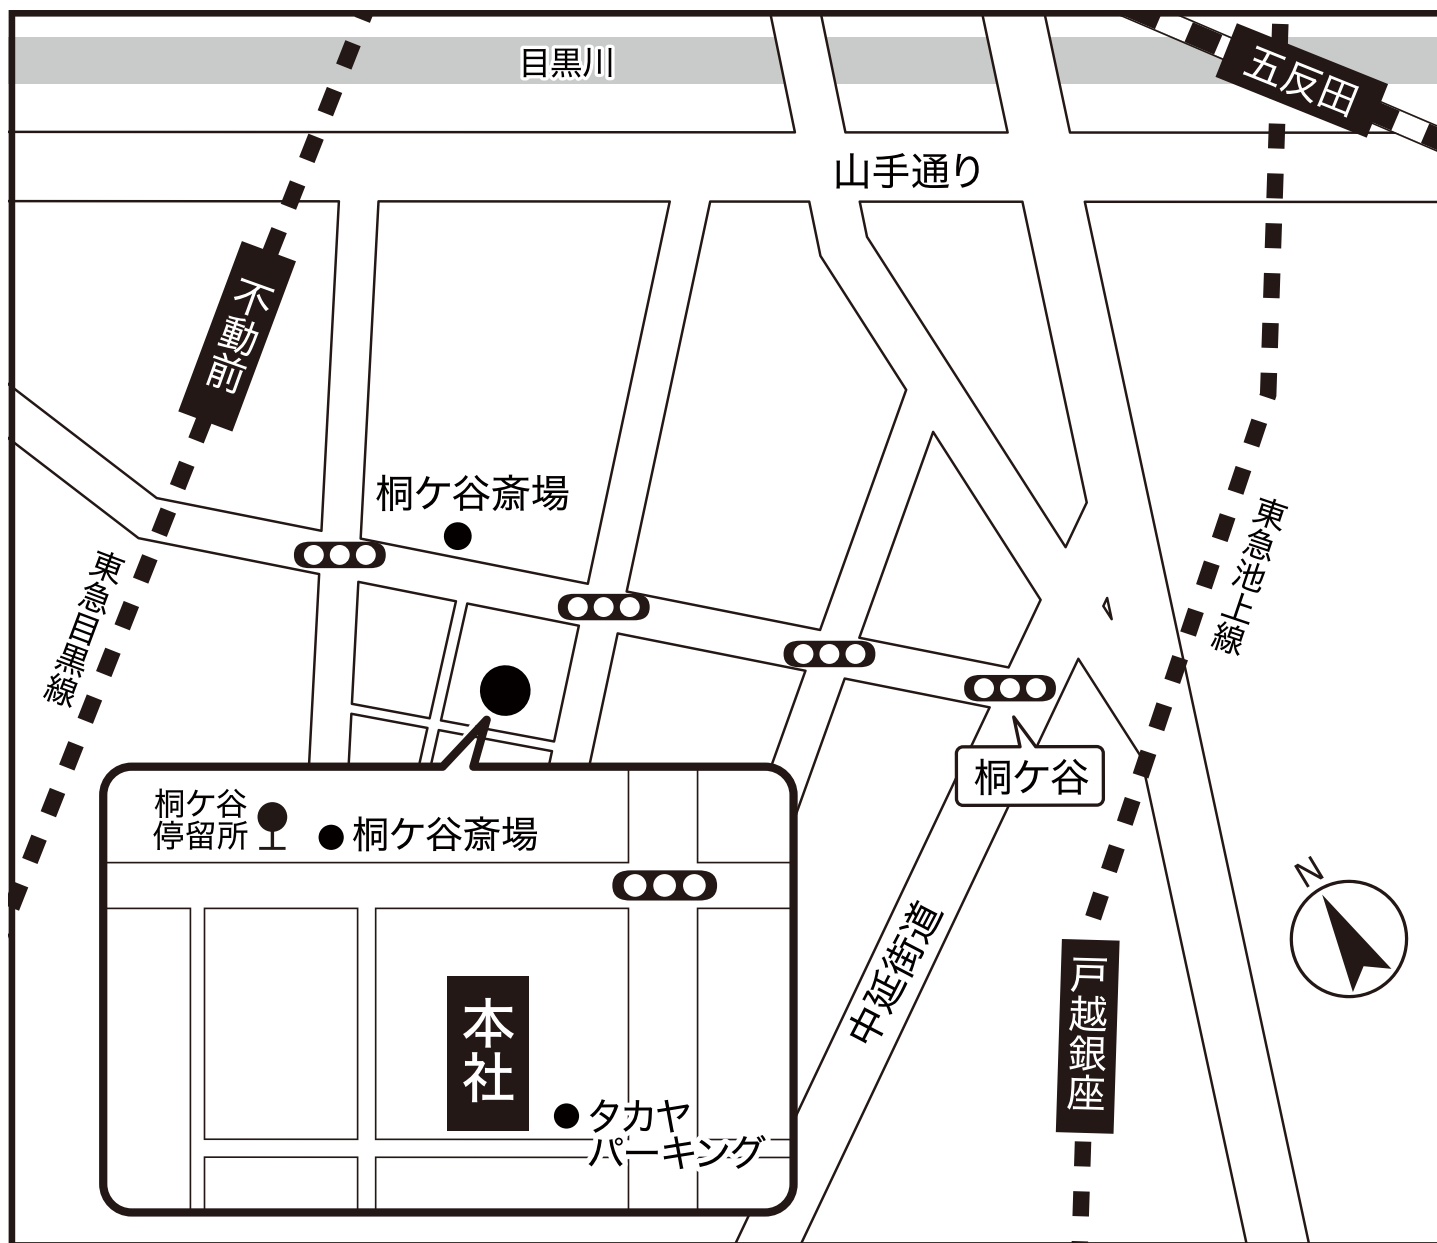 目黒川
五反田
山手通り
不動前
桐ケ谷斎場
東急目黒線
東急池上線
桐ケ谷
桐ケ谷
停留所
桐ケ谷斎場
本社
タカヤ
パーキング
中延街道
戸越銀座
N